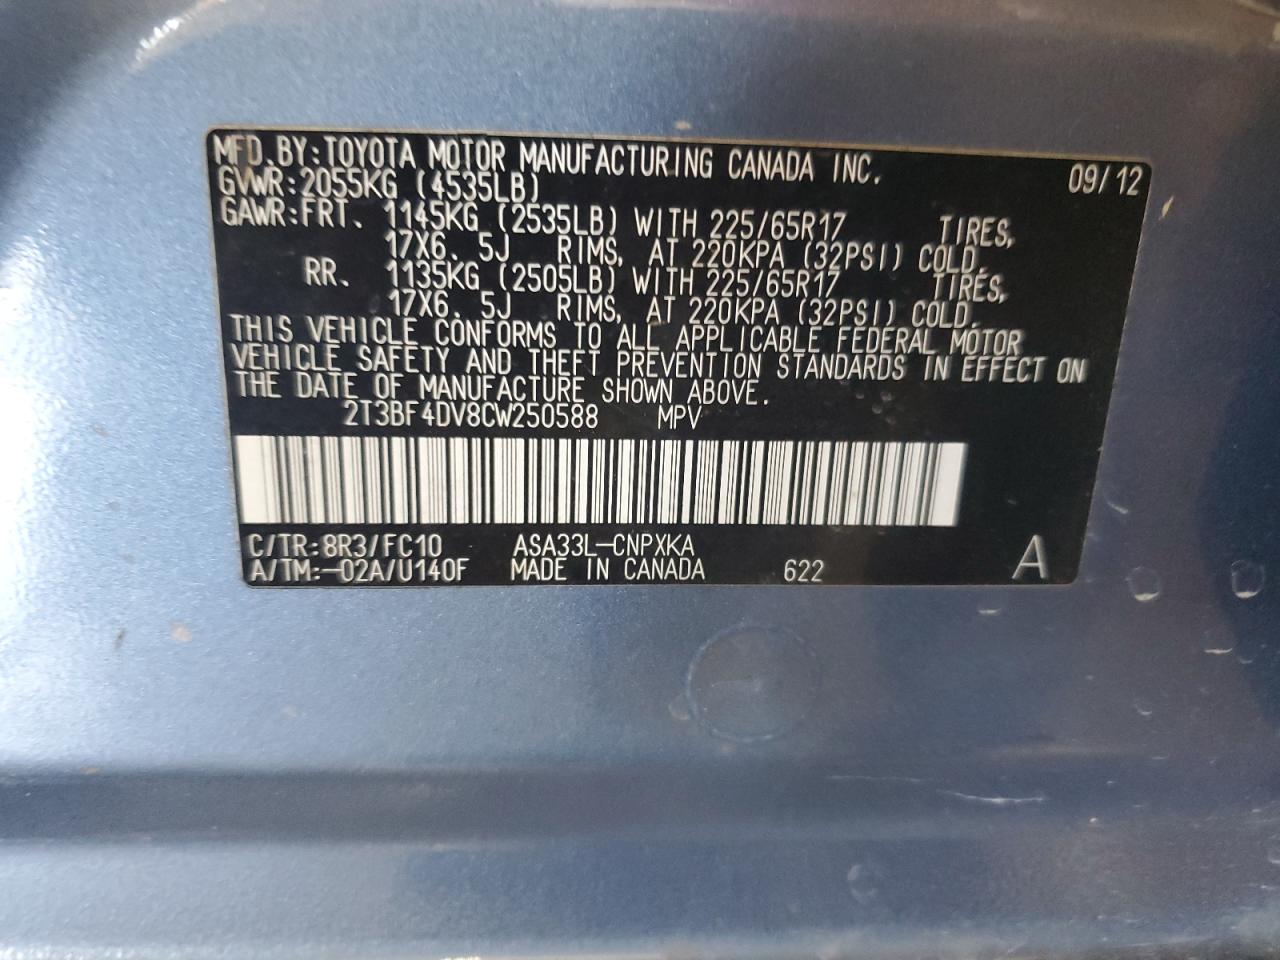 MFD.BY:TOYOTA MOTOR MANUFACTURING CANADA INC. 09/12
GVWR:2055KG (4535LB)
GAWR:FRT. 1145KG (2535LB) WITH 225/65R17 TIRES,
17X6.5J RIMS, AT 220KPA (32PSI) COLD.
RR. 1135KG (2505LB) WITH 225/65R17 TIRES,
17X6.5J RIMS, AT 220KPA (32PSI) COLD.
THIS VEHICLE CONFORMS TO ALL APPLICABLE FEDERAL MOTOR
VEHICLE SAFETY AND THEFT PREVENTION STANDARDS IN EFFECT ON
THE DATE OF MANUFACTURE SHOWN ABOVE.
2T3BF4DV8CW250588 MPV
C/TR:8R3/FC10 ASA33L-CNPXKA
A/TM:-02A/U140F MADE IN CANADA 622 A